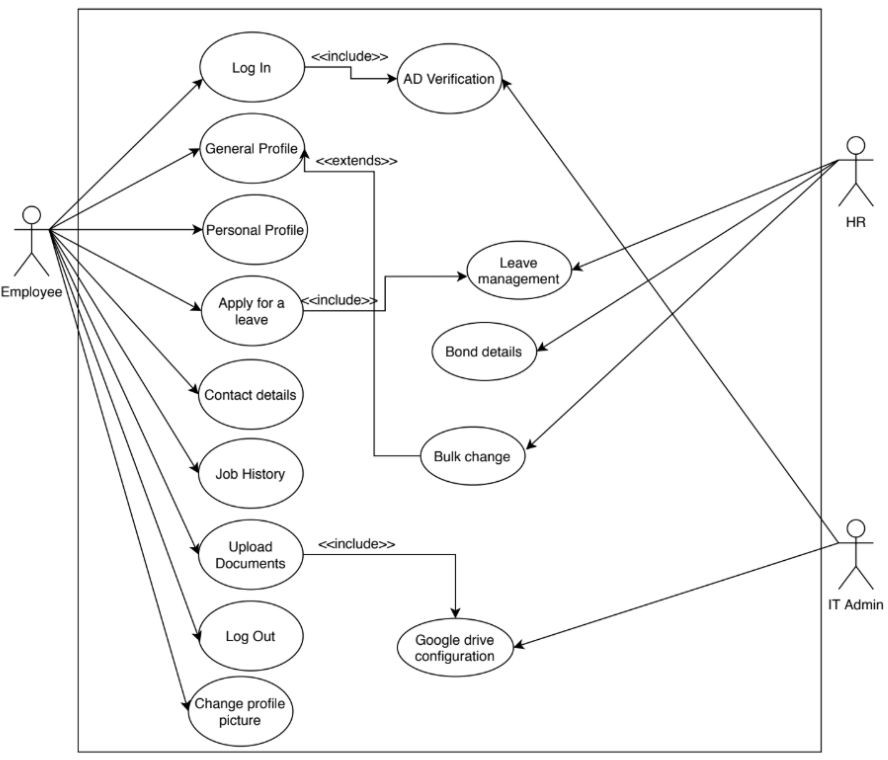 <<include>>
Log In
AD Verification
General Profile
<<extends>>
HR
Personal Profile
Employee
Leave
management
Apply for a
leave
<<include>>
Bond details
Contact details
Bulk change
Job History
Upload
Documents
<<include>>
IT Admin
Log Out
Google drive
configuration
Change profile
picture